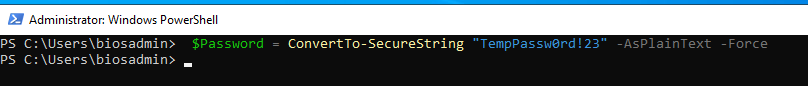 Administrator: Windows PowerShell
PS C:\Users\biosadmin>  $Password = ConvertTo-SecureString "TempPassw0rd!23" -AsPlainText -Force
PS C:\Users\biosadmin>